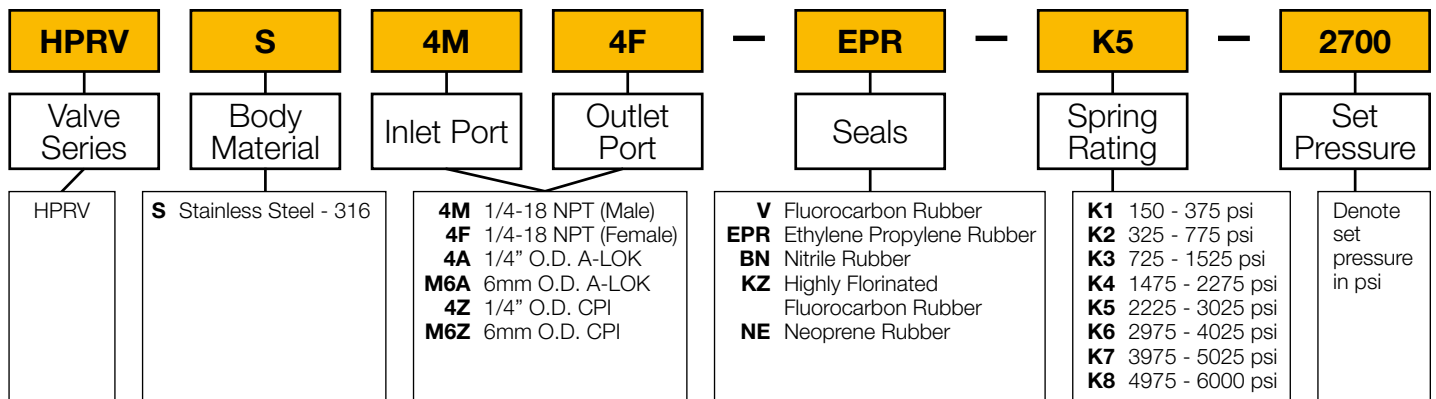 HPRV S 4M 4F — EPR — K5 - 2700
Valve
Series
Body
Material
Inlet Port
Outlet
Port
Seals
Spring
Rating
Set
Pressure
HPRV
S Stainless Steel - 316
4M 1/4-18 NPT (Male)
4F 1/4-18 NPT (Female)
4A 1/4” O.D. A-LOK
M6A 6mm O.D. A-LOK
4Z 1/4” O.D. CPI
M6Z 6mm O.D. CPI
V Fluorocarbon Rubber
EPR Ethylene Propylene Rubber
BN Nitrile Rubber
KZ Highly Florinated
Fluorocarbon Rubber
NE Neoprene Rubber
K1 150 - 375 psi
K2 325 - 775 psi
K3 725 - 1525 psi
K4 1475 - 2275 psi
K5 2225 - 3025 psi
K6 2975 - 4025 psi
K7 3975 - 5025 psi
K8 4975 - 6000 psi
Denote
set
pressure
in psi